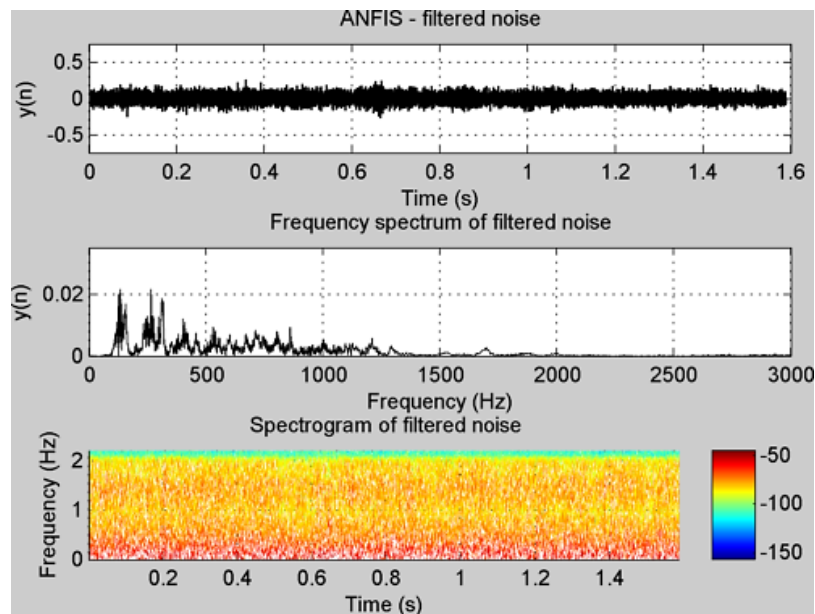 ANFIS - filtered noise
0.5
0
-0.5
y(n)
0 0.2 0.4 0.6 0.8 1 1.2 1.4 1.6
Time (s)
Frequency spectrum of filtered noise
0.02
0
y(n)
0 500 1000 1500 2000 2500 3000
Frequency (Hz)
Spectrogram of filtered noise
2
1
0
Frequency (Hz)
0.2 0.4 0.6 0.8 1 1.2 1.4
Time (s)
-50
-100
-150